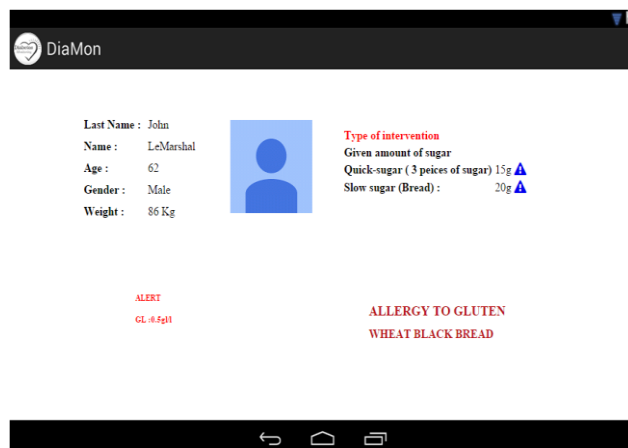 DiaMon
Last Name : John
Name : LeMarshal
Age : 62
Gender : Male
Weight : 86 Kg
Type of intervention
Given amount of sugar
Quick-sugar ( 3 peices of sugar) 15g
Slow sugar (Bread) : 20g
ALERT
GL :0.5gl/l
ALLERGY TO GLUTEN
WHEAT BLACK BREAD